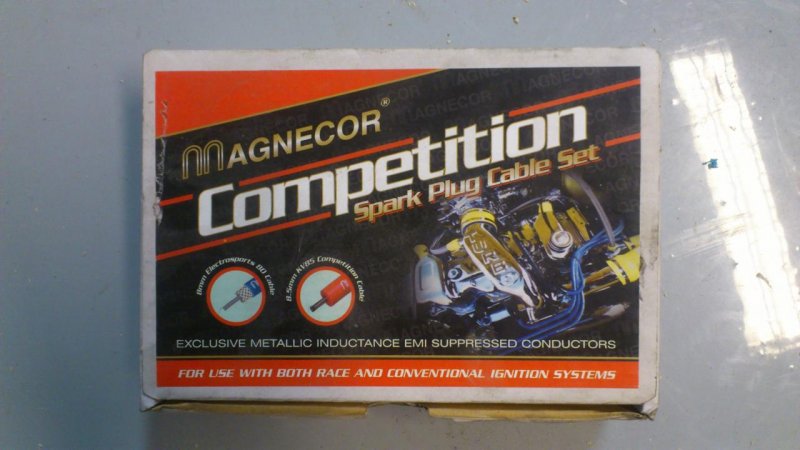 MAGNECOR®
Competition
Spark Plug Cable Set
8mm Electrosports 80 Cable
8.5mm KV85 Competition Cable
EXCLUSIVE METALLIC INDUCTANCE EMI SUPPRESSED CONDUCTORS
FOR USE WITH BOTH RACE AND CONVENTIONAL IGNITION SYSTEMS